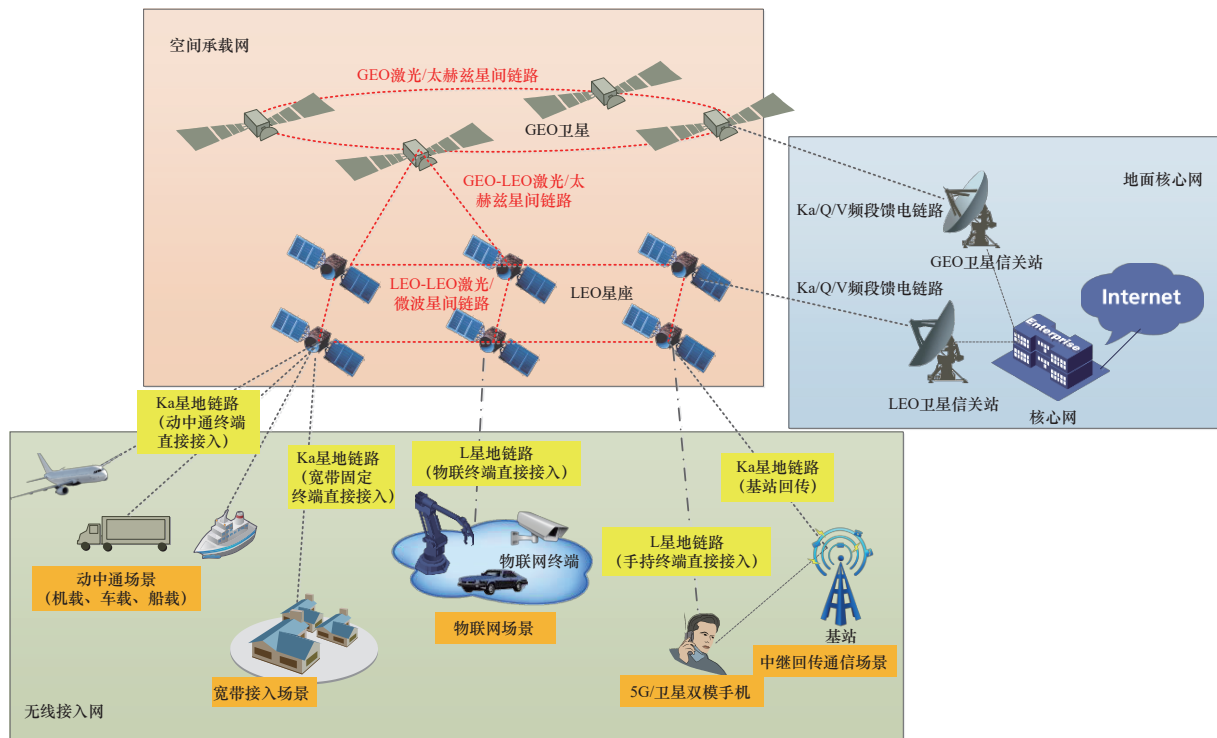 空间承载网
GEO激光/太赫兹星间链路
GEO卫星
GEO-LEO激光/太
赫兹星间链路
LEO-LEO激光/
微波星间链路
LEO星座
地面核心网
Ka/Q/V频段馈电链路
GEO卫星信关站
Ka/Q/V频段馈电链路
Internet
Enterprise
LEO卫星信关站
核心网
Ka星地链路
（动中通终端
直接接入）
Ka星地链路
（宽带固定
终端直接接入）
L星地链路
（物联终端直接接入）
Ka星地链路
（基站回传）
L星地链路
（手持终端直接接入）
物联网终端
动中通场景
（机载、车载、船载）
物联网场景
基站
中继回传通信场景
宽带接入场景
5G/卫星双模手机
无线接入网